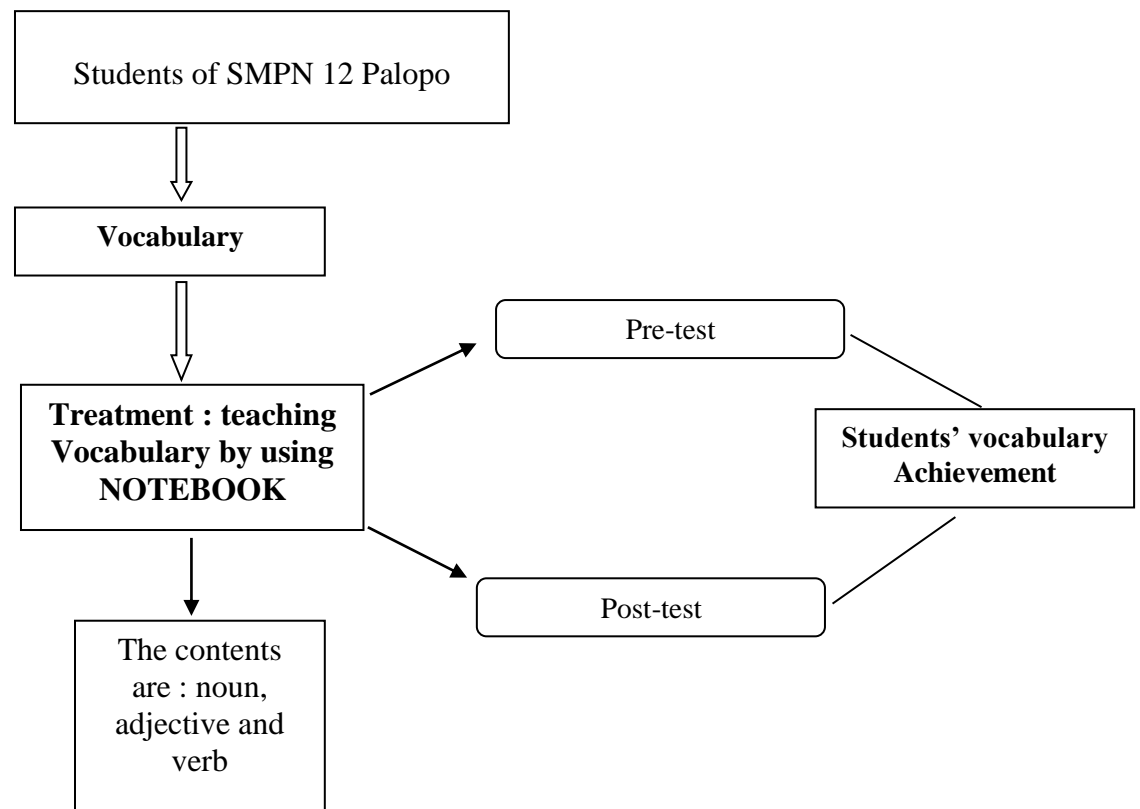 Students of SMPN 12 Palopo
Vocabulary
Pre-test
Treatment : teaching
Vocabulary by using
NOTEBOOK
Students’ vocabulary
Achievement
Post-test
The contents
are : noun,
adjective and
verb